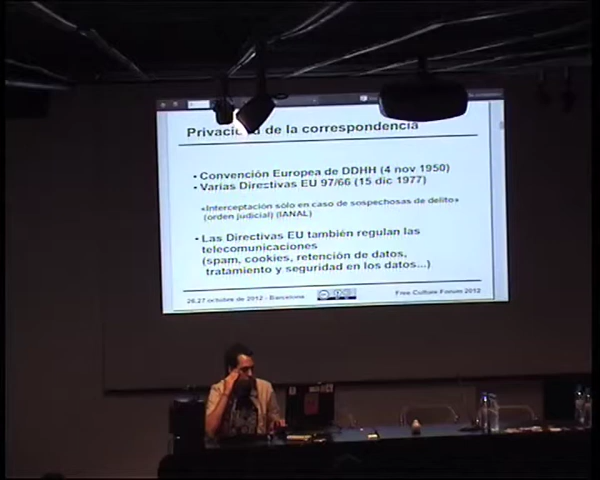 Privacidad de la correspondencia
• Convención Europea de DDHH (4 nov 1950)
• Varias Directivas EU 97/66 (15 dic 1977)
«Interceptación sólo en caso de sospechosas de delito»
(orden judicial) (IANAL)
• Las Directivas EU también regulan las
telecomunicaciones
(spam, cookies, retención de datos,
tratamiento y seguridad en los datos...)
26,27 octubre de 2012 - Barcelona
Free Culture Forum 2012